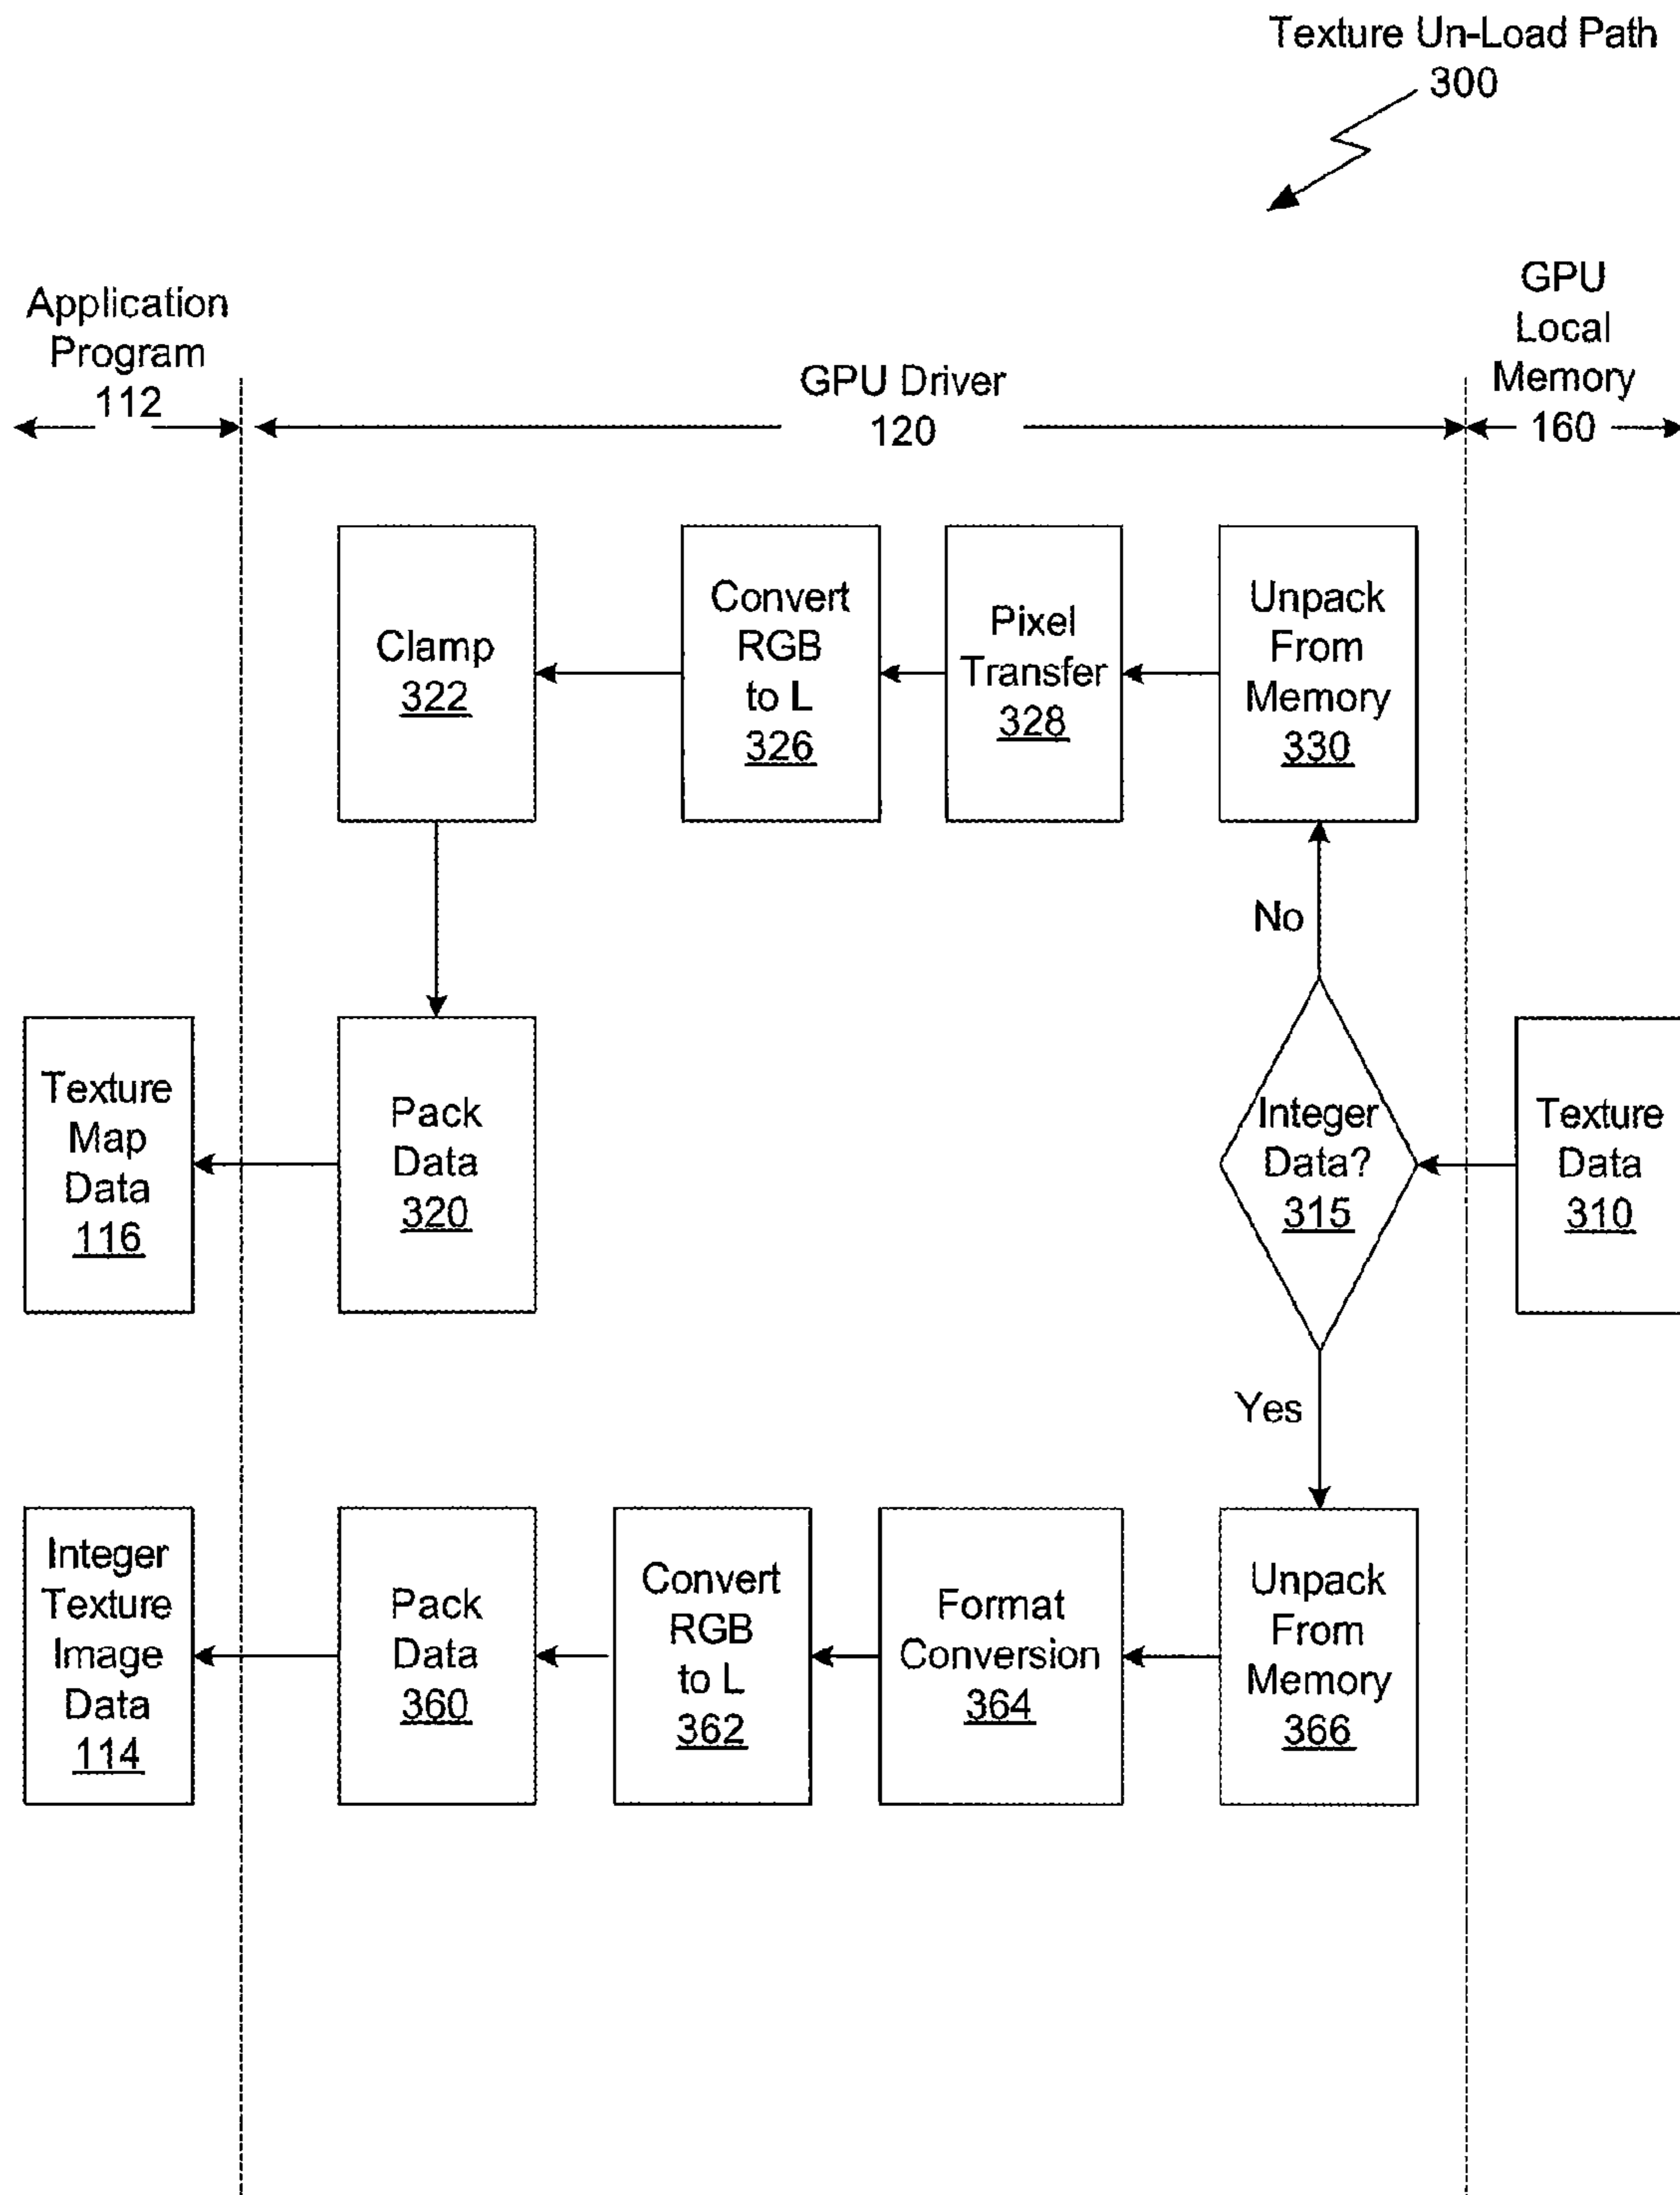 Texture Un-Load Path
300
Application
Program
112
GPU Driver
120
GPU
Local
Memory
160
Clamp
322
Convert
RGB
to L
326
Pixel
Transfer
328
Unpack
From
Memory
330
No
Texture
Map
Data
116
Pack
Data
320
Integer
Data?
315
Texture
Data
310
Yes
Integer
Texture
Image
Data
114
Pack
Data
360
Convert
RGB
to L
362
Format
Conversion
364
Unpack
From
Memory
366